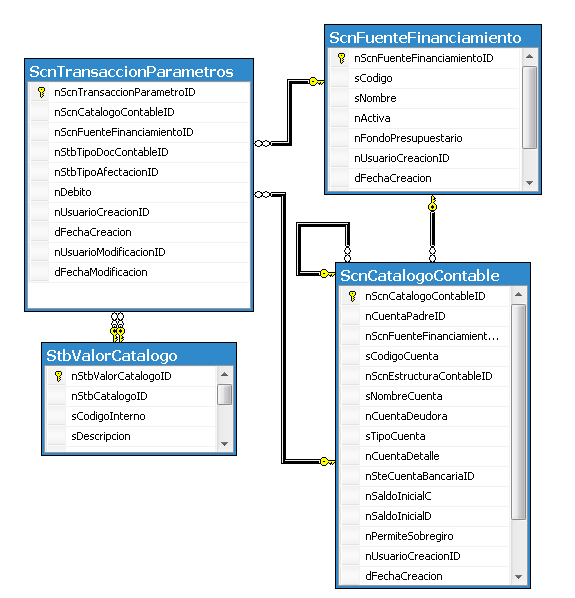 ScnTransaccionParametros
nScnTransaccionParametroID
nScnCatalogoContableID
nScnFuenteFinanciamientoID
nStbTipoDocContableID
nStbTipoAfectacionID
nDebito
nUsuarioCreacionID
dFechaCreacion
nUsuarioModificacionID
dFechaModificacion
ScnFuenteFinanciamiento
nScnFuenteFinanciamientoID
sCodigo
sNombre
nActiva
nFondoPresupuestario
nUsuarioCreacionID
dFechaCreacion
StbValorCatalogo
nStbValorCatalogoID
nStbCatalogoID
sCodigoInterno
sDescripcion
ScnCatalogoContable
nScnCatalogoContableID
nCuentaPadreID
nScnFuenteFinanciamient...
sCodigoCuenta
nScnEstructuraContableID
sNombreCuenta
nCuentaDeudora
sTipoCuenta
nCuentaDetalle
nSteCuentaBancariaID
nSaldoInicialC
nSaldoInicialD
nPermiteSobregiro
nUsuarioCreacionID
dFechaCreacion